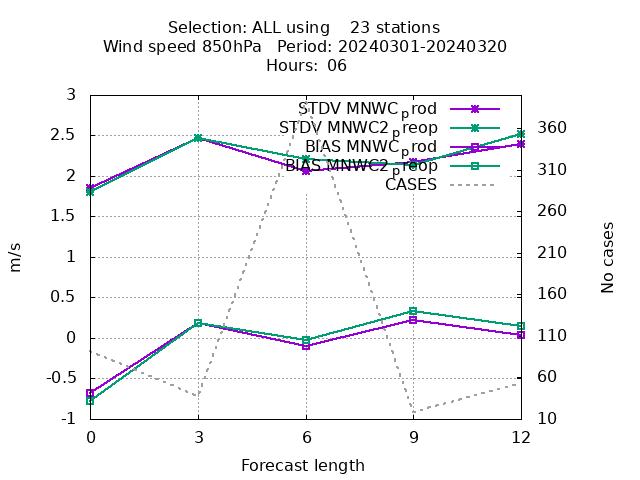 Selection: ALL using 23 stations
Wind speed 850hPa Period: 20240301-20240320
Hours: 06
STDV MNWC_prod
STDV MNWC2_preop
BIAS MNWC_prod
BIAS MNWC2_preop
CASES
3
2.5
2
1.5
1
0.5
0
-0.5
-1
m/s
360
310
260
210
160
110
60
10
No cases
0 3 6 9 12
Forecast length